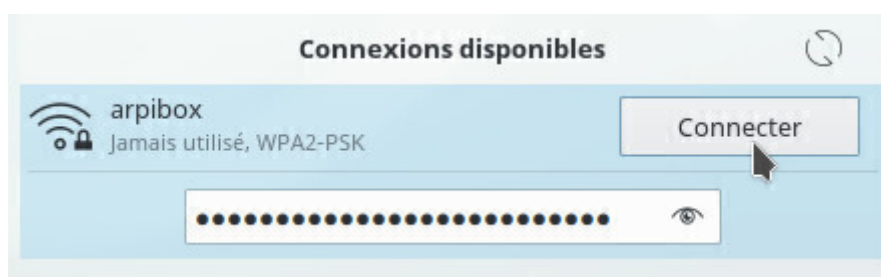 Connexions disponibles
arpibox
Connecter
Jamais utilisé, WPA2-PSK